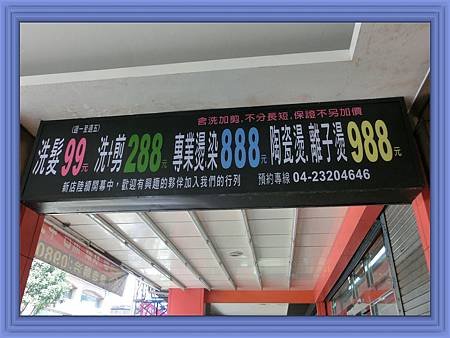 含洗加剪,不分長短,保證不另加價
(週一至週五)
洗髮99元 洗+剪288元 專業燙染888元 陶瓷燙.離子燙988元
新店陸續開幕中,歡迎有興趣的夥伴加入我們的行列 預約專線 04-23204646